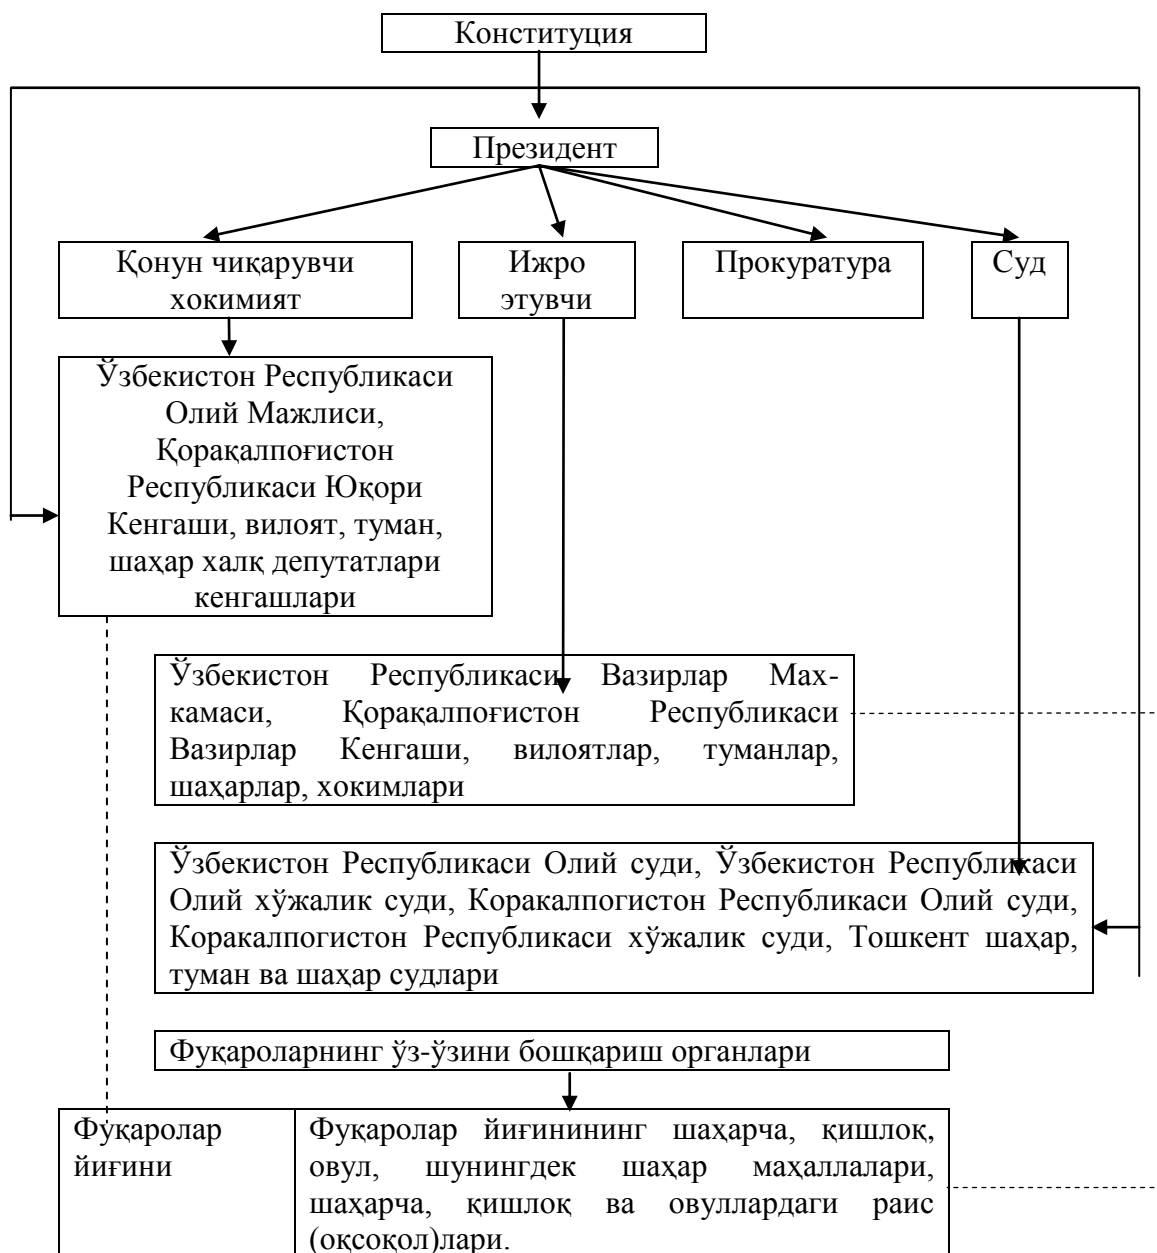 Конституция
Президент
Қонун чиқарувчи
хокимият
Ижро
этувчи
Прокуратура
Суд
Ўзбекистон Республикаси
Олий Мажлиси,
Қорақалпоғистон
Республикаси Юқори
Кенгаши, вилоят, туман,
шаҳар халқ депутатлари
кенгашлари
Ўзбекистон Республикаси Вазирлар Мах-
камаси, Қорақалпоғистон Республикаси
Вазирлар Кенгаши, вилоятлар, туманлар,
шаҳарлар, хокимлари
Ўзбекистон Республикаси Олий суди, Ўзбекистон Республикаси
Олий хўжалик суди, Коракалпогистон Республикаси Олий суди,
Коракалпогистон Республикаси хўжалик суди, Тошкент шаҳар,
туман ва шаҳар судлари
Фуқароларнинг ўз-ўзини бошқариш органлари
Фуқаролар
йиғини
Фуқаролар йиғинининг шаҳарча, қишлоқ,
овул, шунингдек шаҳар маҳаллалари,
шаҳарча, қишлоқ ва овуллардаги раис
(оқсоқол)лари.